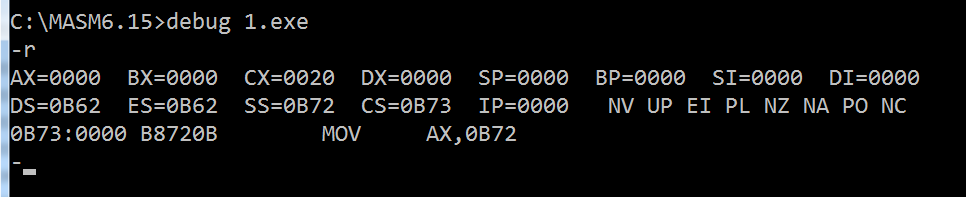 C:\MASM6.15>debug 1.exe
-r
AX=0000  BX=0000  CX=0020  DX=0000  SP=0000  BP=0000  SI=0000  DI=0000
DS=0B62  ES=0B62  SS=0B72  CS=0B73  IP=0000   NV UP EI PL NZ NA PO NC
0B73:0000 B8720B        MOV     AX,0B72
-_